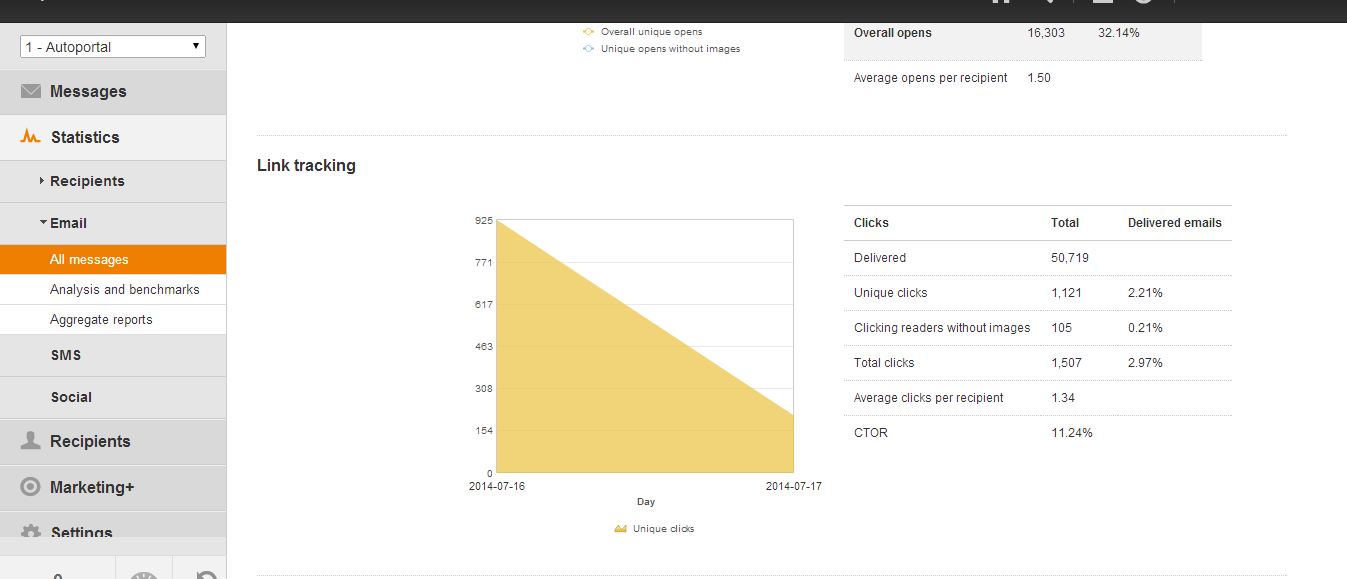 1 - Autoportal
Messages
Statistics
Recipients
Email
All messages
Analysis and benchmarks
Aggregate reports
SMS
Social
Recipients
Marketing+
Settings
Overall unique opens
Unique opens without images
Overall opens 16,303 32.14%
Average opens per recipient 1.50
Link tracking
925
771
617
463
308
154
0
2014-07-16 2014-07-17
Day
Unique clicks
Clicks Total Delivered emails
Delivered 50,719
Unique clicks 1,121 2.21%
Clicking readers without images 105 0.21%
Total clicks 1,507 2.97%
Average clicks per recipient 1.34
CTOR 11.24%